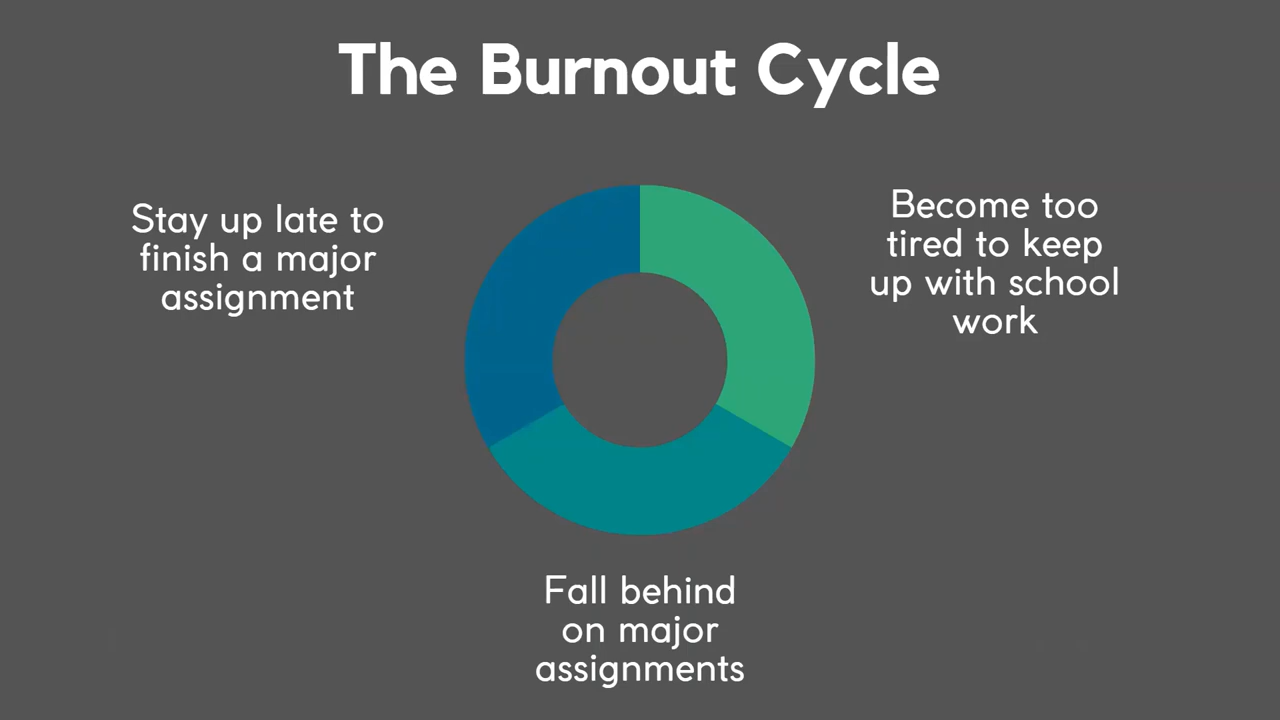 The Burnout Cycle
Stay up late to
finish a major
assignment
Become too
tired to keep
up with school
work
Fall behind
on major
assignments